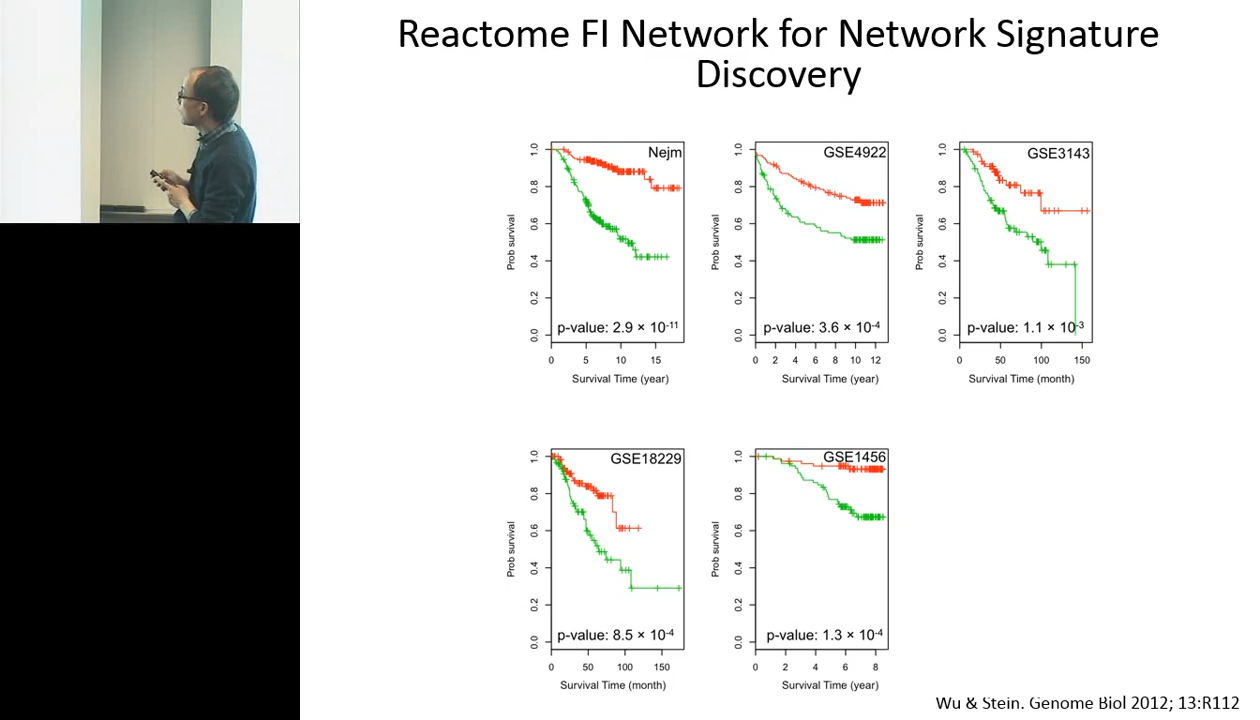 Reactome FI Network for Network Signature
Discovery
Nejm
Prob survival
1.0
0.8
0.6
0.4
0.2
0.0
p-value: 2.9 × 10-11
0 5 10 15
Survival Time (year)
GSE4922
Prob survival
1.0
0.8
0.6
0.4
0.2
0.0
p-value: 3.6 × 10-4
0 2 4 6 8 10 12
Survival Time (year)
GSE3143
Prob survival
1.0
0.8
0.6
0.4
0.2
0.0
p-value: 1.1 × 10-3
0 50 100 150
Survival Time (month)
GSE18229
Prob survival
1.0
0.8
0.6
0.4
0.2
0.0
p-value: 8.5 × 10-4
0 50 100 150
Survival Time (month)
GSE1456
Prob survival
1.0
0.8
0.6
0.4
0.2
0.0
p-value: 1.3 × 10-4
0 2 4 6 8
Survival Time (year)
Wu & Stein. Genome Biol 2012; 13:R112